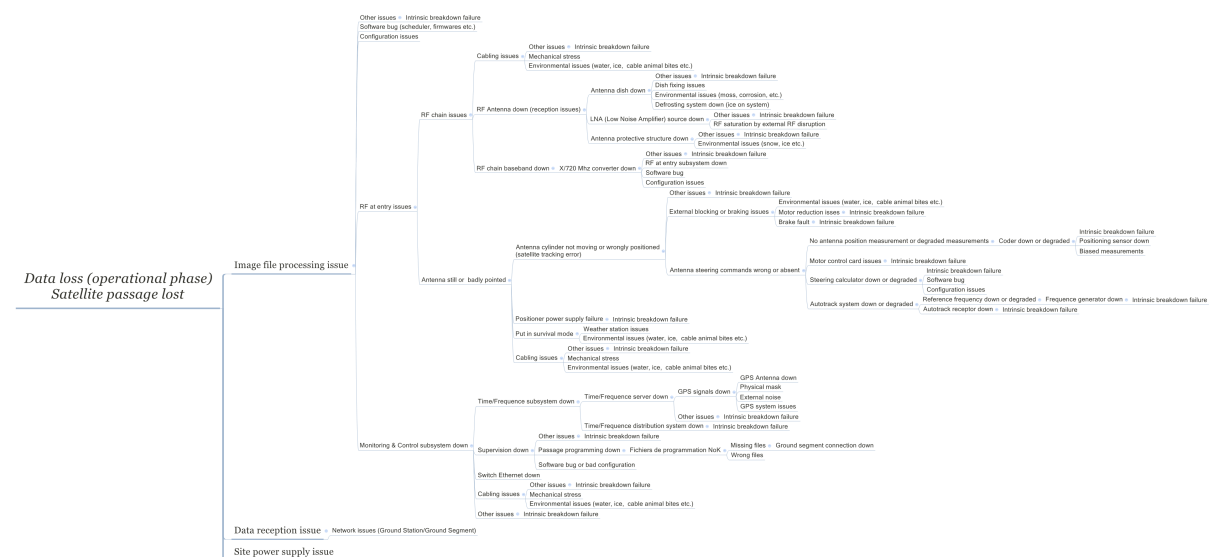 Other issues
Intrinsic breakdown failure
Software bug (scheduler, firmwares etc.)
Configuration issues
Other issues
Intrinsic breakdown failure
Cabling issues
Mechanical stress
Environmental issues (water, ice, cable animal bites etc.)
Other issues
Intrinsic breakdown failure
Dish fixing issues
Antenna dish down
Environmental issues (moss, corrosion, etc.)
Defrosting system down (ice on system)
RF Antenna down (reception issues)
RF chain issues
Other issues
Intrinsic breakdown failure
LNA (Low Noise Amplifier) source down
RF saturation by external RF disruption
Other issues
Intrinsic breakdown failure
Antenna protective structure down
Environmental issues (snow, ice etc.)
Other issues
Intrinsic breakdown failure
RF at entry subsystem down
RF chain baseband down
X/720 Mhz converter down
Software bug
Configuration issues
Other issues
Intrinsic breakdown failure
Environmental issues (water, ice, cable animal bites etc.)
RF at entry issues
External blocking or braking issues
Motor reduction isses
Intrinsic breakdown failure
Brake fault
Intrinsic breakdown failure
Intrinsic breakdown failure
No antenna position measurement or degraded measurements
Coder down or degraded
Positioning sensor down
Biased measurements
Antenna cylinder not moving or wrongly positioned
(satellite tracking error)
Motor control card issues
Intrinsic breakdown failure
Antenna steering commands wrong or absent
Intrinsic breakdown failure
Steering calculator down or degraded
Software bug
Configuration issues
Image file processing issue
Antenna still or badly pointed
Data loss (operational phase)
Satellite passage lost
Reference frequency down or degraded
Frequence generator down
Intrinsic breakdown failure
Autotrack system down or degraded
Autotrack receptor down
Intrinsic breakdown failure
Positioner power supply failure
Intrinsic breakdown failure
Weather station issues
Put in survival mode
Environmental issues (water, ice, cable animal bites etc.)
Other issues
Intrinsic breakdown failure
Cabling issues
Mechanical stress
Environmental issues (water, ice, cable animal bites etc.)
GPS Antenna down
Physical mask
GPS signals down
External noise
GPS system issues
Time/Frequence server down
Time/Frequence subsystem down
Other issues
Intrinsic breakdown failure
Time/Frequence distribution system down
Intrinsic breakdown failure
Other issues
Intrinsic breakdown failure
Monitoring & Control subsystem down
Supervision down
Passage programming down
Fichiers de programmation NoK
Missing files
Ground segment connection down
Wrong files
Software bug or bad configuration
Switch Ethernet down
Other issues
Intrinsic breakdown failure
Cabling issues
Mechanical stress
Environmental issues (water, ice, cable animal bites etc.)
Other issues
Intrinsic breakdown failure
Data reception issue
Network issues (Ground Station/Ground Segment)
Site power supply issue